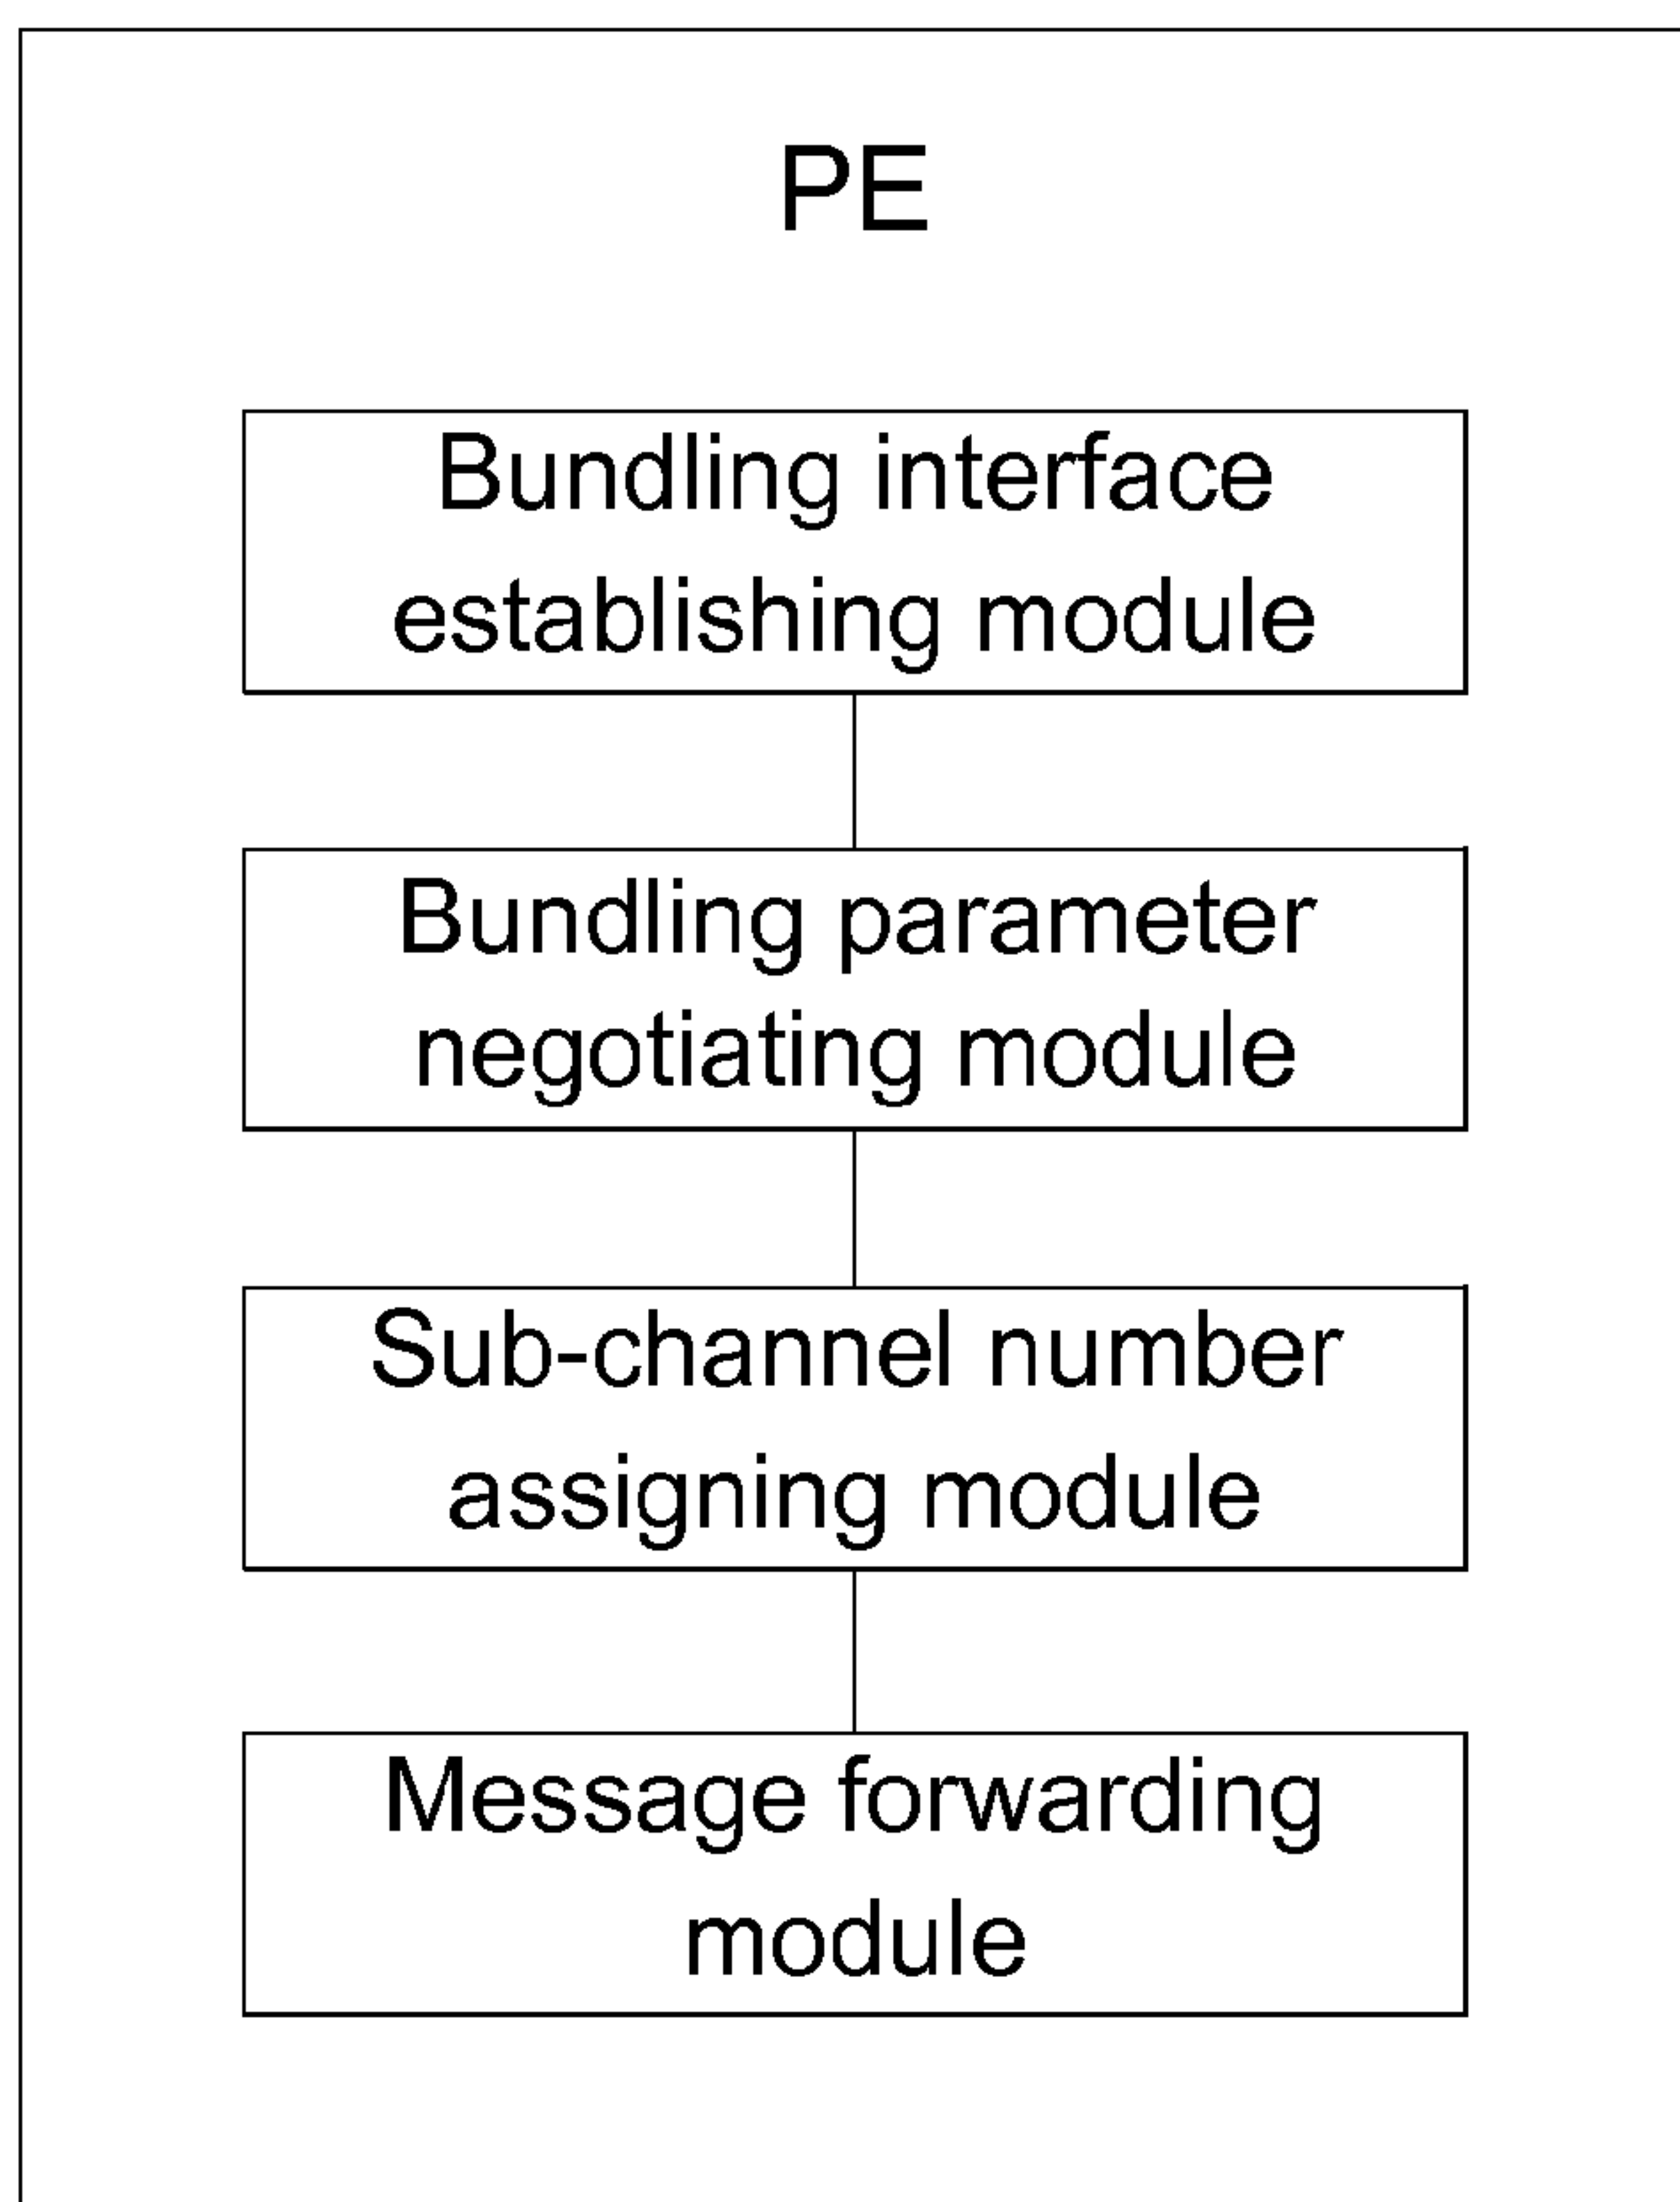 PE
Bundling interface
establishing module
Bundling parameter
negotiating module
Sub-channel number
assigning module
Message forwarding
module